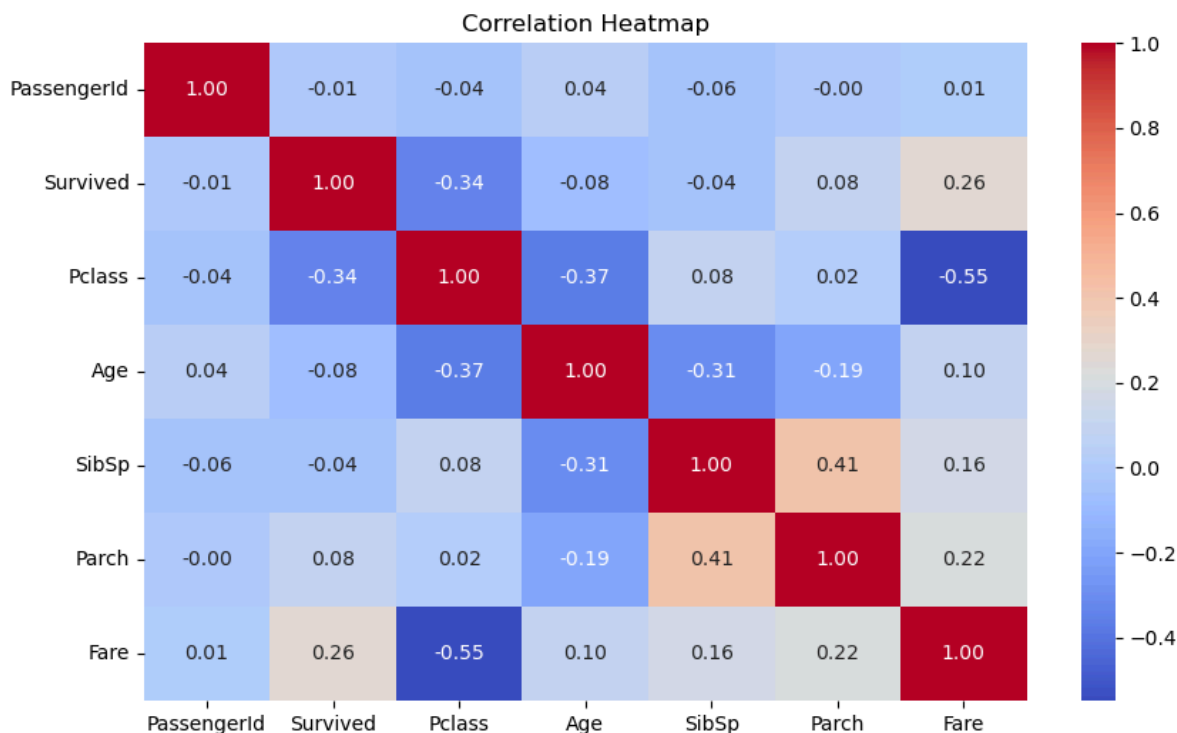 Correlation Heatmap
PassengerId 1.00 -0.01 -0.04 0.04 -0.06 -0.00 0.01
Survived -0.01 1.00 -0.34 -0.08 -0.04 0.08 0.26
Pclass -0.04 -0.34 1.00 -0.37 0.08 0.02 -0.55
Age 0.04 -0.08 -0.37 1.00 -0.31 -0.19 0.10
SibSp -0.06 -0.04 0.08 -0.31 1.00 0.41 0.16
Parch -0.00 0.08 0.02 -0.19 0.41 1.00 0.22
Fare 0.01 0.26 -0.55 0.10 0.16 0.22 1.00
PassengerId Survived Pclass Age SibSp Parch Fare
1.0
0.8
0.6
0.4
0.2
0.0
−0.2
−0.4